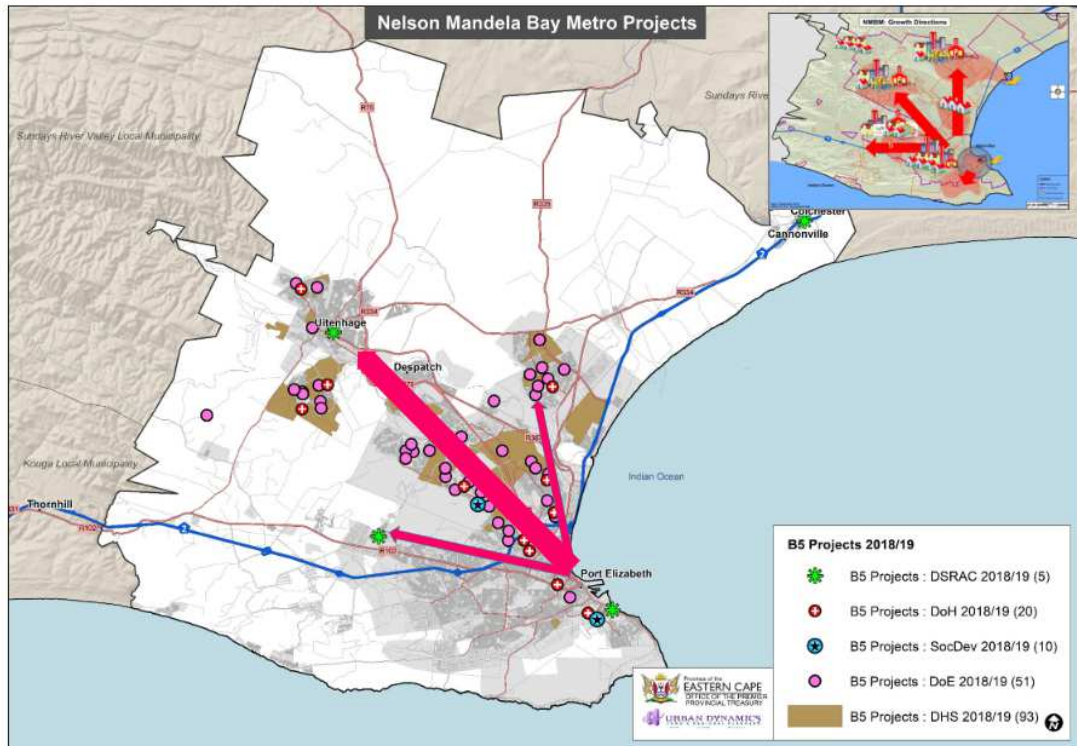 Nelson Mandela Bay Metro Projects
NMBM: Growth Directions
Sundays River Valley Local Municipality
Sundays River
R75
R335
Colchester
Cannonville
2
R334
R334
Uitenhage
Despatch
Kouga Local Municipality
Indian Ocean
Thornhill
R102
2
R102
Port Elizabeth
B5 Projects 2018/19
B5 Projects : DSRAC 2018/19 (5)
B5 Projects : DoH 2018/19 (20)
B5 Projects : SocDev 2018/19 (10)
B5 Projects : DoE 2018/19 (51)
B5 Projects : DHS 2018/19 (93)
N
Province of the
EASTERN CAPE
OFFICE OF THE PREMIER
PROVINCIAL TREASURY
URBAN DYNAMICS